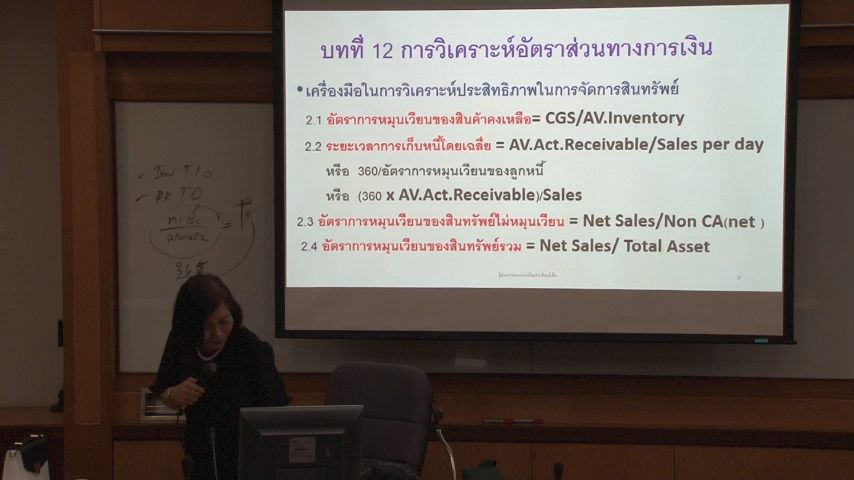 บทที่ 12 การวิเคราะห์อัตราส่วนทางการเงิน
•เครื่องมือในการวิเคราะห์ประสิทธิภาพในการจัดการสินทรัพย์
2.1 อัตราการหมุนเวียนของสินค้าคงเหลือ= CGS/AV.Inventory
2.2 ระยะเวลาการเก็บหนี้โดยเฉลี่ย = AV.Act.Receivable/Sales per day
หรือ 360/อัตราการหมุนเวียนของลูกหนี้
หรือ (360 x AV.Act.Receivable)/Sales
2.3 อัตราการหมุนเวียนของสินทรัพย์ไม่หมุนเวียน = Net Sales/Non CA(net )
2.4 อัตราการหมุนเวียนของสินทรัพย์รวม = Net Sales/ Total Asset
Inv T/O
AR. TO